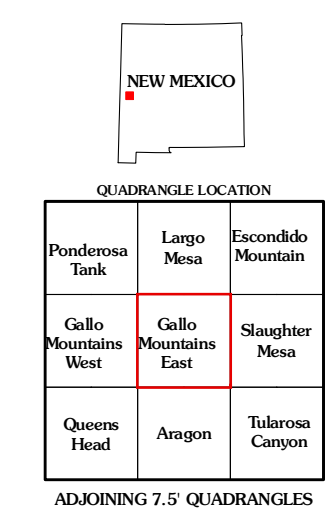 NEW MEXICO
QUADRANGLE LOCATION
Ponderosa
Tank
Largo
Mesa
Escondido
Mountain
Gallo
Mountains
West
Gallo
Mountains
East
Slaughter
Mesa
Queens
Head
Aragon
Tularosa
Canyon
ADJOINING 7.5' QUADRANGLES